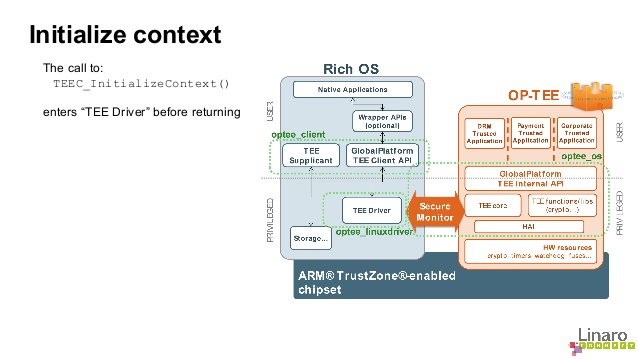 Initialize context
The call to:
TEEC_InitializeContext()
enters “TEE Driver” before returning
Rich OS
OP-TEE
Native Applications
Wrapper APIs
(optional)
optee_client
TEE
Supplicant
GlobalPlatform
TEE Client API
DRM
Trusted
Application
Payment
Trusted
Application
Corporate
Trusted
Application
optee_os
USER
USER
GlobalPlatform
TEE Internal API
PRIVILEGED
PRIVILEGED
TEE Driver
Secure
Monitor
TEE core
TEE functions/libs
(crypto...)
optee_linuxdriver
HAL
Storage...
HW resources
crypto, timers, watchdog, fuses...
ARM® TrustZone®-enabled
chipset
Linaro
CONNECT